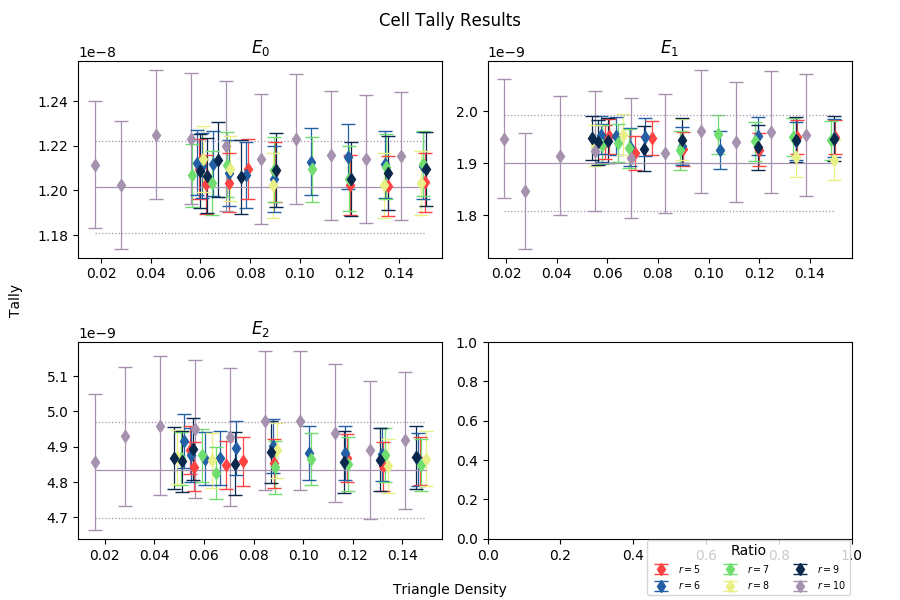 Cell Tally Results
1e−8
E0
1.24
1.22
1.20
1.18
0.02 0.04 0.06 0.08 0.10 0.12 0.14
1e−9
E1
2.0
1.9
1.8
0.02 0.04 0.06 0.08 0.10 0.12 0.14
Tally
1e−9
E2
5.1
5.0
4.9
4.8
4.7
0.02 0.04 0.06 0.08 0.10 0.12 0.14
1.0
0.8
0.6
0.4
0.2
0.0
0.0 0.2 0.4 0.6 0.8 1.0
Triangle Density
Ratio
r = 5 r = 7 r = 9
r = 6 r = 8 r = 10